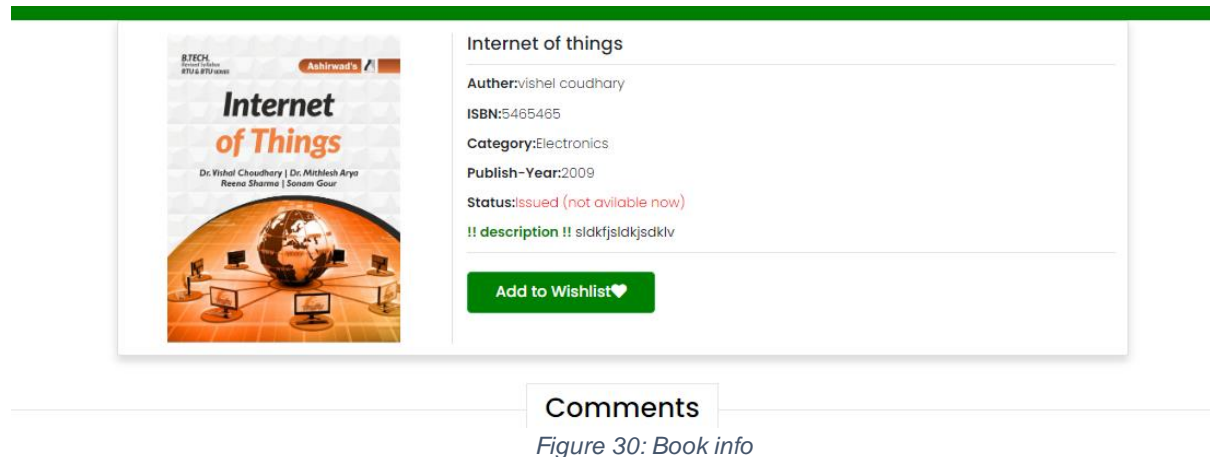 B.TECH.
Revised Syllabus
RTU & BTU SERIES
Ashirwad's
Internet
of Things
Dr. Vishal Choudhary | Dr. Mithlesh Arya
Reena Sharma | Sonam Gour
Internet of things
Auther:vishel coudhary
ISBN:5465465
Category:Electronics
Publish-Year:2009
Status:Issued (not avilable now)
!! description !! sldkfjsldkjsdklv
Add to Wishlist
Comments
Figure 30: Book info